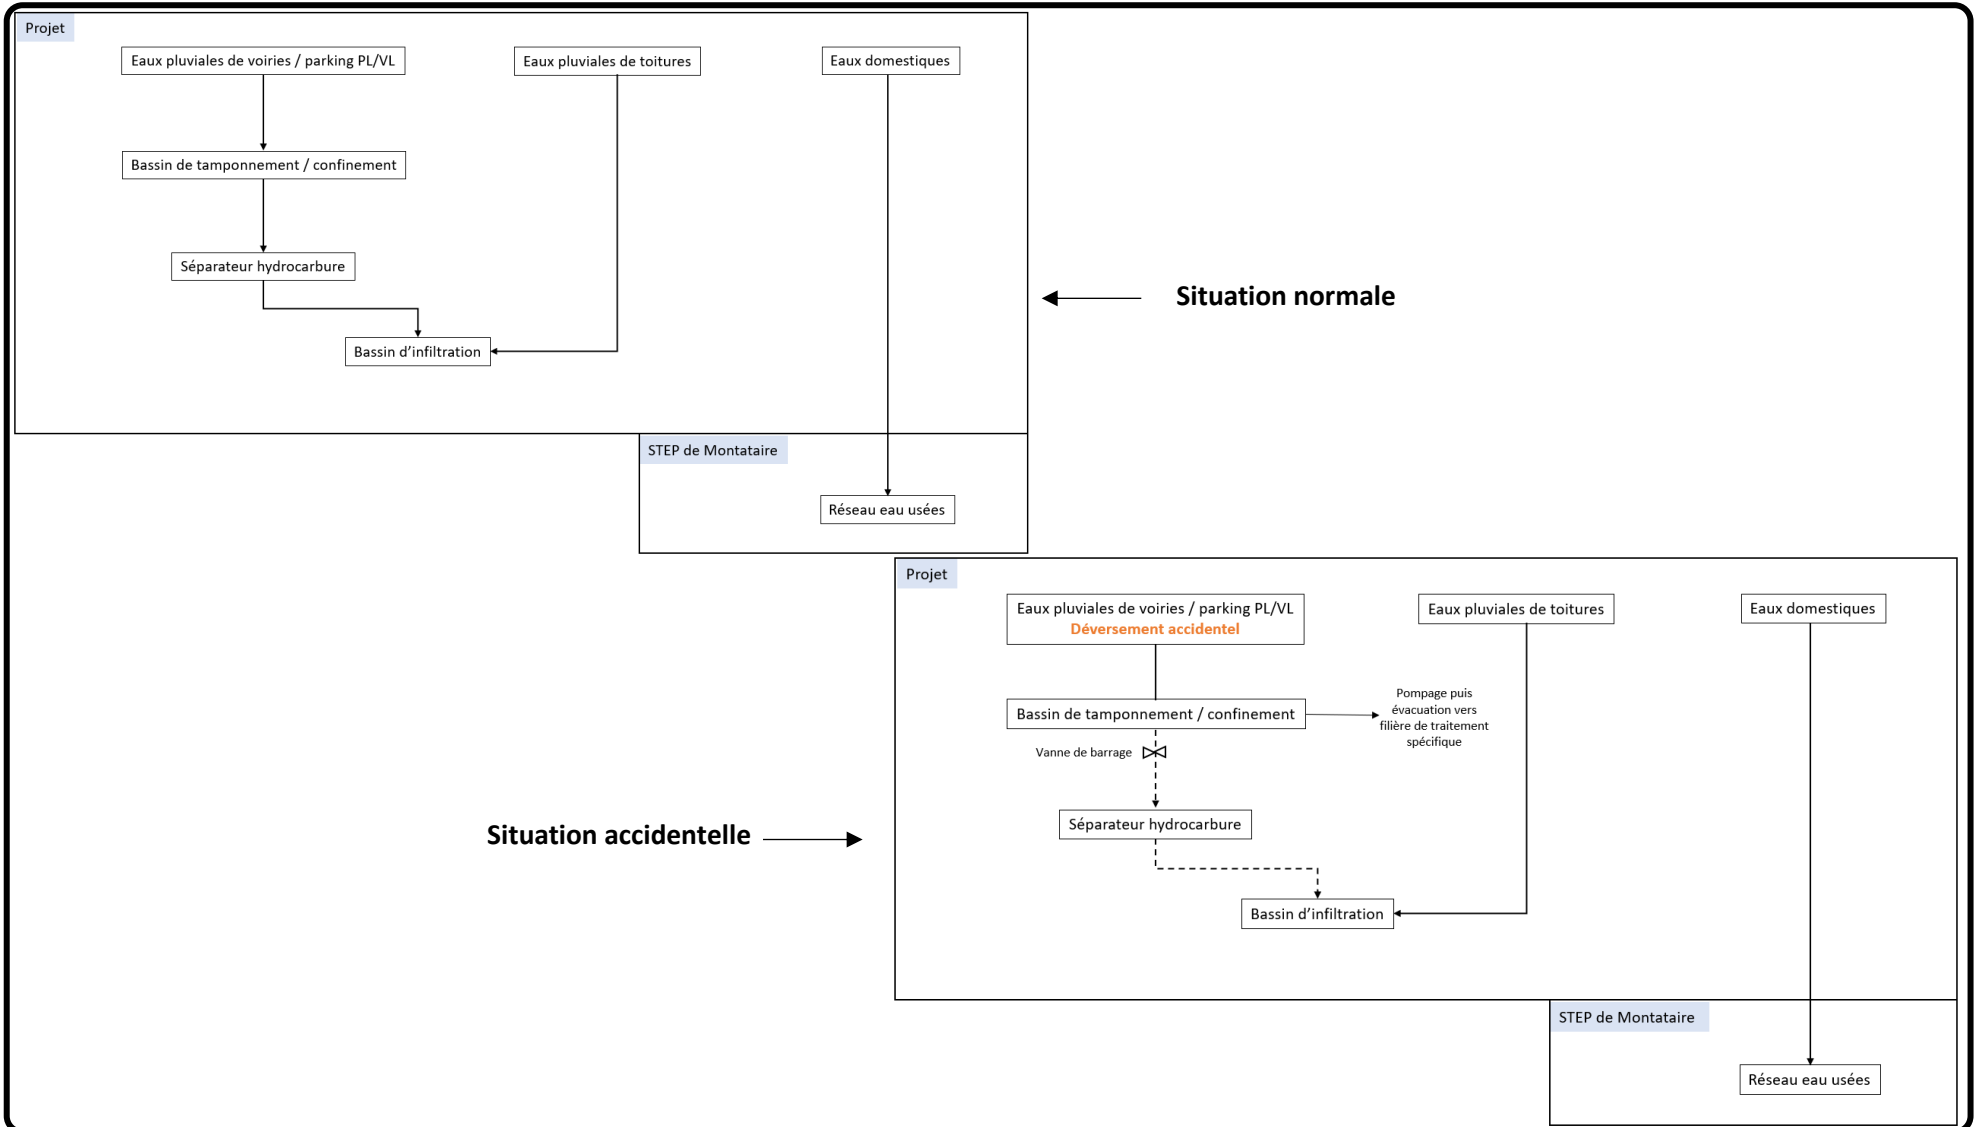 Projet
Eaux pluviales de voiries / parking PL/VL
Eaux pluviales de toitures
Eaux domestiques
Bassin de tamponnement / confinement
Séparateur hydrocarbure
Bassin d’infiltration
Situation normale
STEP de Montataire
Réseau eau usées
Projet
Eaux pluviales de voiries / parking PL/VL
Déversement accidentel
Eaux pluviales de toitures
Eaux domestiques
Bassin de tamponnement / confinement
Pompage puis
évacuation vers
filière de traitement
spécifique
Vanne de barrage
Séparateur hydrocarbure
Situation accidentelle
Bassin d’infiltration
STEP de Montataire
Réseau eau usées